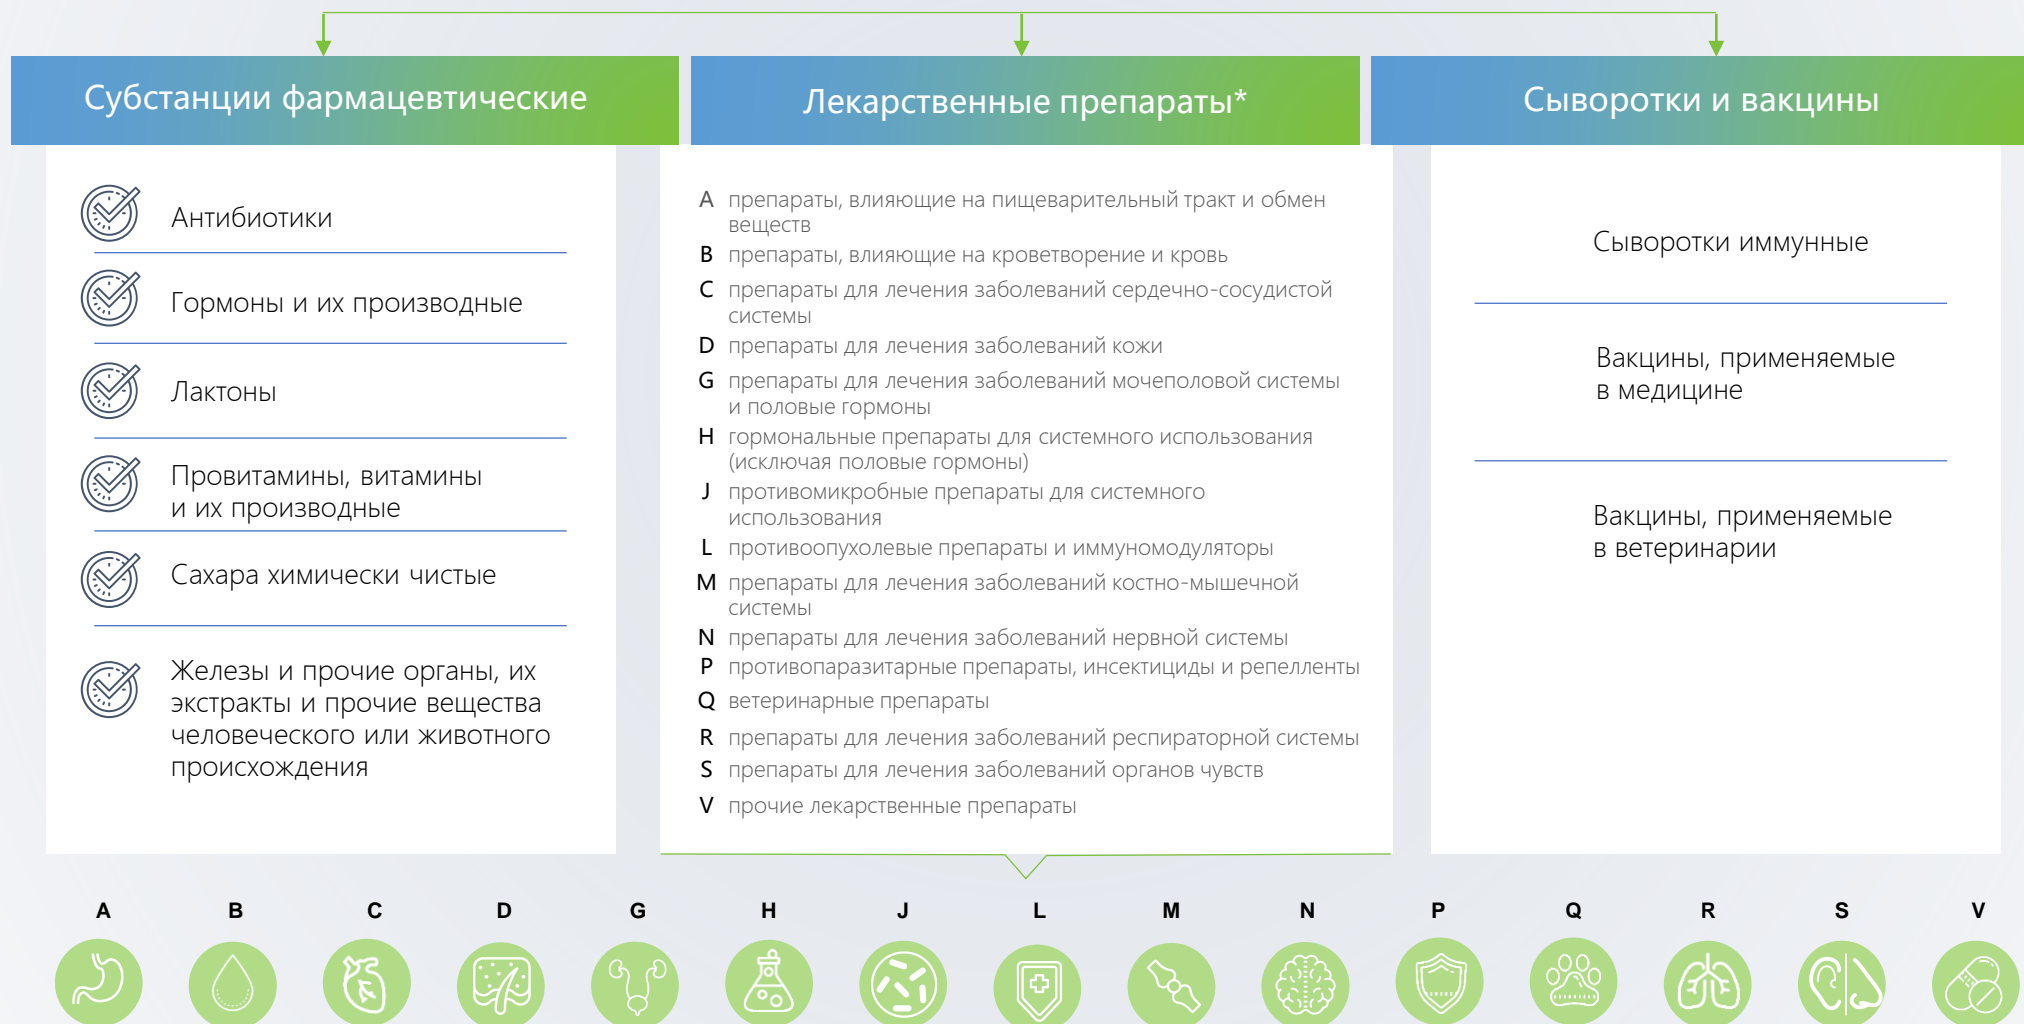 Субстанции фармацевтические
Антибиотики
Гормоны и их производные
Лактоны
Провитамины, витамины
и их производные
Сахара химически чистые
Железы и прочие органы, их
экстракты и прочие вещества
человеческого или животного
происхождения
Лекарственные препараты*
A препараты, влияющие на пищеварительный тракт и обмен
веществ
B препараты, влияющие на кроветворение и кровь
C препараты для лечения заболеваний сердечно-сосудистой
системы
D препараты для лечения заболеваний кожи
G препараты для лечения заболеваний мочеполовой системы
и половые гормоны
H гормональные препараты для системного использования
(исключая половые гормоны)
J противомикробные препараты для системного
использования
L противоопухолевые препараты и иммуномодуляторы
M препараты для лечения заболеваний костно-мышечной
системы
N препараты для лечения заболеваний нервной системы
P противопаразитарные препараты, инсектициды и репелленты
Q ветеринарные препараты
R препараты для лечения заболеваний респираторной системы
S препараты для лечения заболеваний органов чувств
V прочие лекарственные препараты
Сыворотки и вакцины
Сыворотки иммунные
Вакцины, применяемые
в медицине
Вакцины, применяемые
в ветеринарии
A B C D G H J L M N P Q R S V